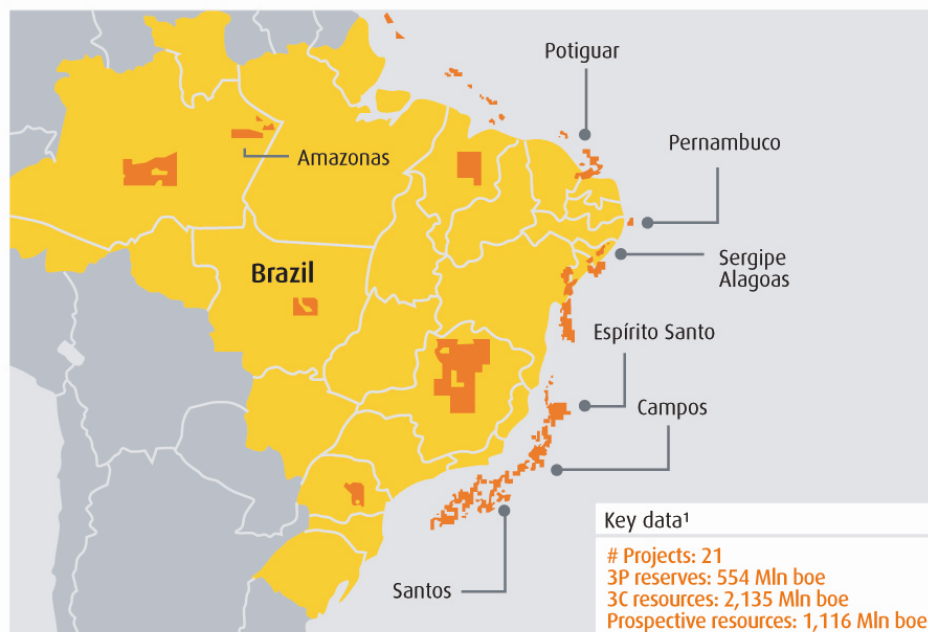 Potiguar
Pernambuco
Amazonas
Sergipe
Alagoas
Brazil
Espírito Santo
Campos
Key data¹
# Projects: 21
3P reserves: 554 Mln boe
3C resources: 2,135 Mln boe
Prospective resources: 1,116 Mln boe
Santos